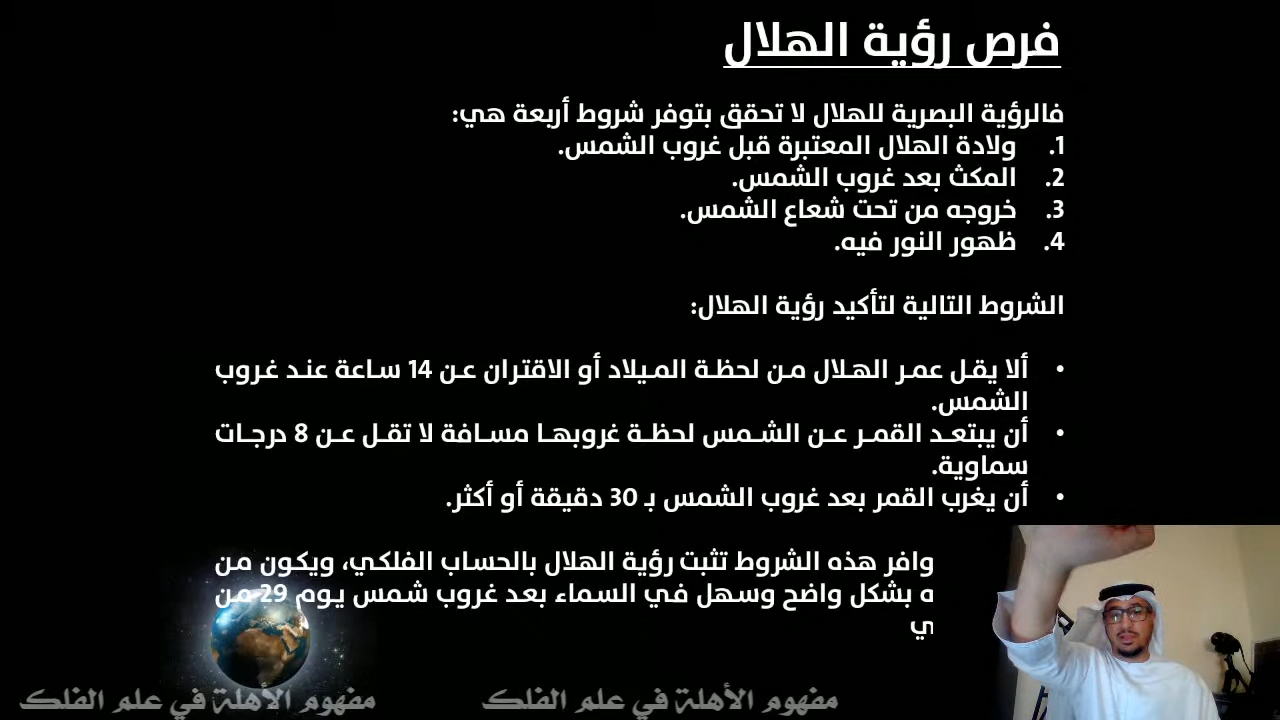 فرص رؤية الهلال
فالرؤية البصرية للهلال لا تحقق بتوفر شروط أربعة هي:
1. ولادة الهلال المعتبرة قبل غروب الشمس.
2. المكث بعد غروب الشمس.
3. خروجه من تحت شعاع الشمس.
4. ظهور النور فيه.
الشروط التالية لتأكيد رؤية الهلال:
• ألا يقل عمر الهلال من لحظة الميلاد أو الاقتران عن 14 ساعة عند غروب
الشمس.
• أن يبتعد القمر عن الشمس لحظة غروبها مسافة لا تقل عن 8 درجات
سماوية.
• أن يغرب القمر بعد غروب الشمس بـ 30 دقيقة أو أكثر.
وافر هذه الشروط تثبت رؤية الهلال بالحساب الفلكي، ويكون من
ه بشكل واضح وسهل في السماء بعد غروب شمس يوم 29 من
ي
مفهوم الأهلة في علم الفلك
مفهوم الأهلة في علم الفلك